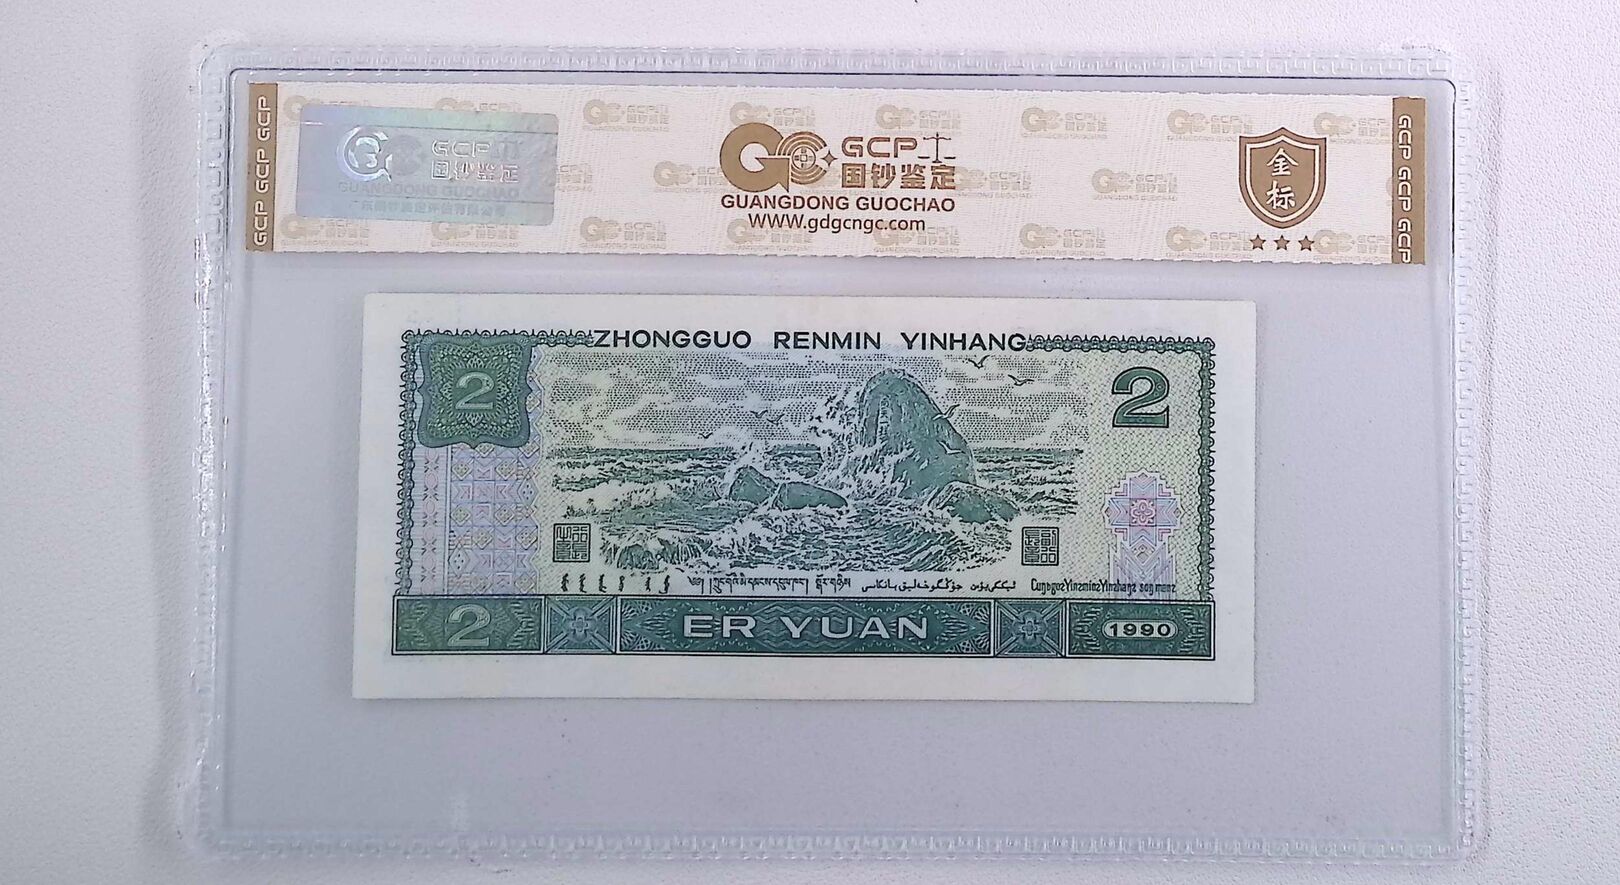 GCP GCP GCP
GCP
国钞鉴定
GUANGDONG GUOCHAO
GCP
国钞鉴定
GUANGDONG GUOCHAO
WWW.gdgcngc.com
金
标
GCP GCP GCP
ZHONGGUO RENMIN YINHANG
2
2
2
ER YUAN
1990